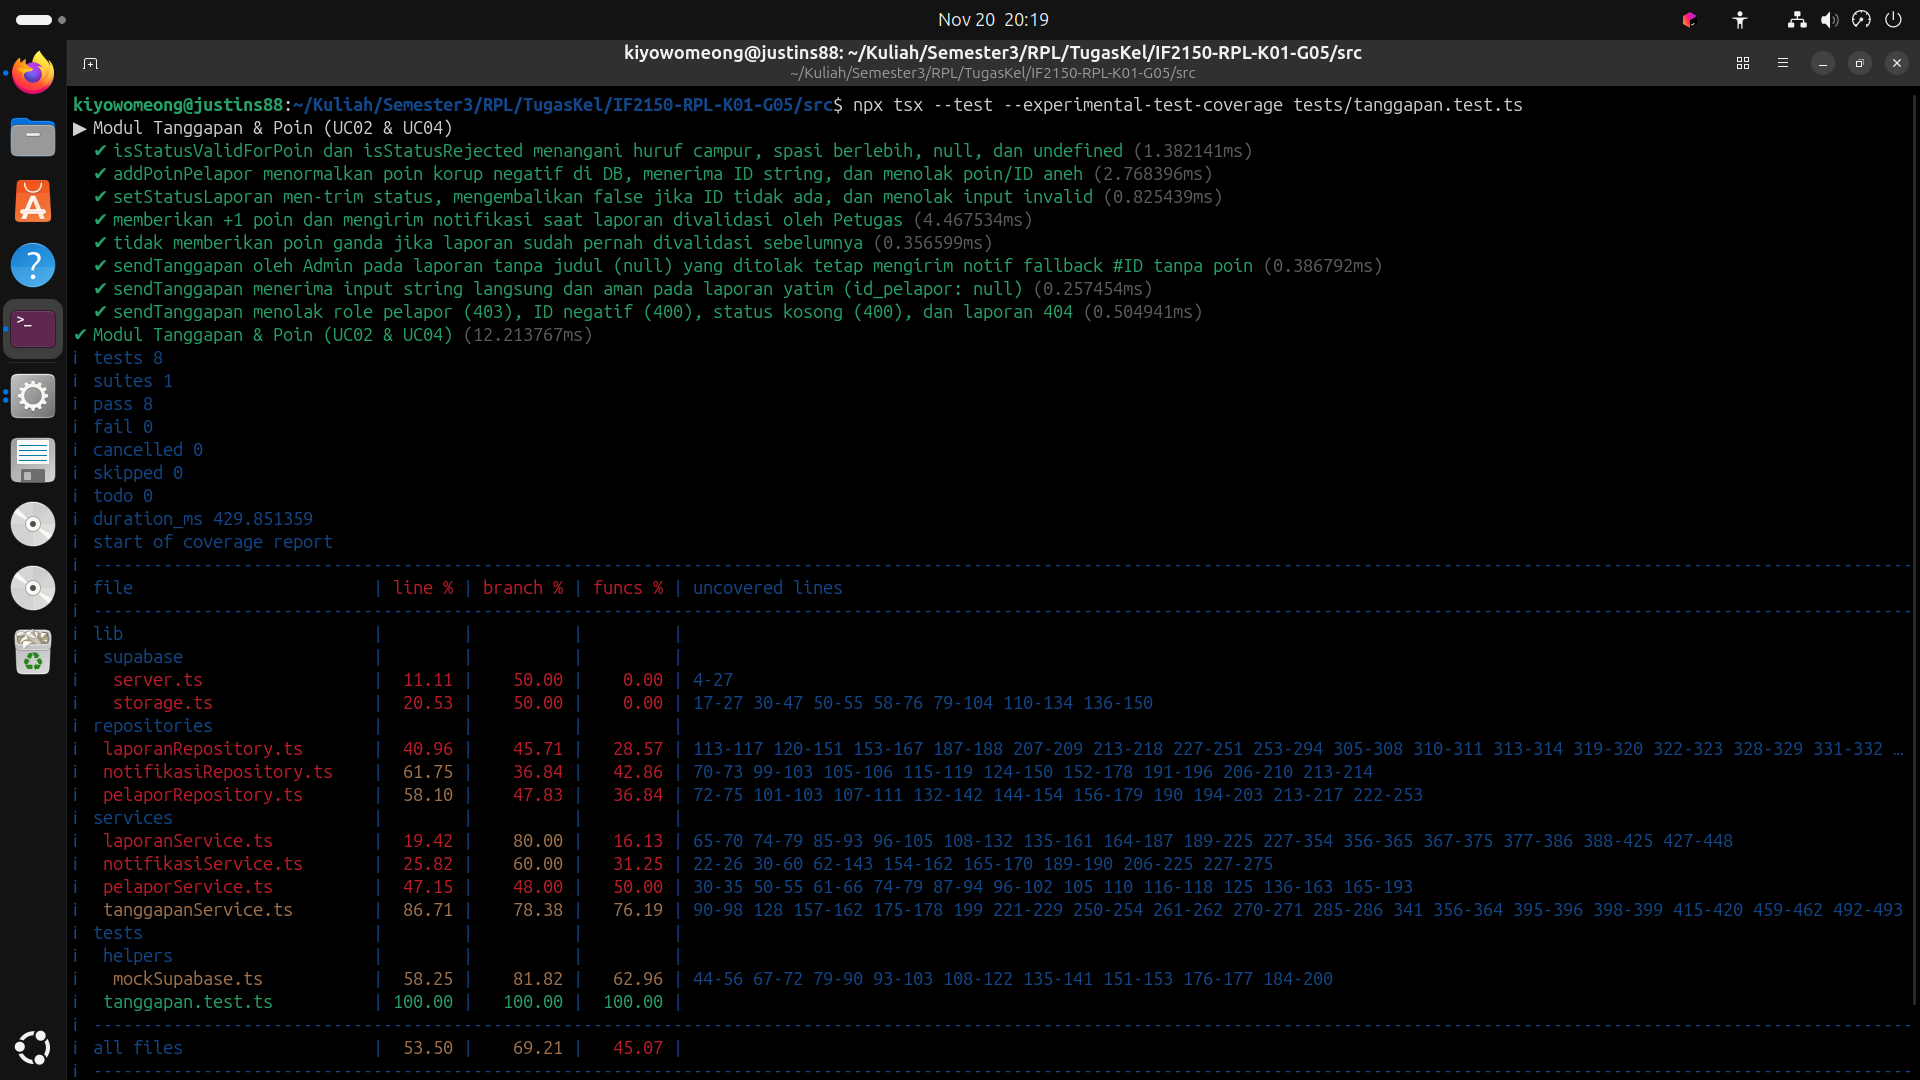 Nov 20 20:19
kiyowomeong@justins88: ~/Kuliah/Semester3/RPL/TugasKel/IF2150-RPL-K01-G05/src
~/Kuliah/Semester3/RPL/TugasKel/IF2150-RPL-K01-G05/src
kiyowomeong@justins88:~/Kuliah/Semester3/RPL/TugasKel/IF2150-RPL-K01-G05/src$ npx tsx --test --experimental-test-coverage tests/tanggapan.test.ts
▶ Modul Tanggapan & Poin (UC02 & UC04)
✔ isStatusValidForPoin dan isStatusRejected menangani huruf campur, spasi berlebih, null, dan undefined (1.382141ms)
✔ addPoinPelapor menormalkan poin korup negatif di DB, menerima ID string, dan menolak poin/ID aneh (2.768396ms)
✔ setStatusLaporan men-trim status, mengembalikan false jika ID tidak ada, dan menolak input invalid (0.825439ms)
✔ memberikan +1 poin dan mengirim notifikasi saat laporan divalidasi oleh Petugas (4.467534ms)
✔ tidak memberikan poin ganda jika laporan sudah pernah divalidasi sebelumnya (0.356599ms)
✔ sendTanggapan oleh Admin pada laporan tanpa judul (null) yang ditolak tetap mengirim notif fallback #ID tanpa poin (0.386792ms)
✔ sendTanggapan menerima input string langsung dan aman pada laporan yatim (id_pelapor: null) (0.257454ms)
✔ sendTanggapan menolak role pelapor (403), ID negatif (400), status kosong (400), dan laporan 404 (0.504941ms)
✔ Modul Tanggapan & Poin (UC02 & UC04) (12.213767ms)
i tests 8
i suites 1
i pass 8
i fail 0
i cancelled 0
i skipped 0
i todo 0
i duration_ms 429.851359
i start of coverage report
i ----------------------------------------------------------------
i file | line % | branch % | funcs % | uncovered lines
i ----------------------------------------------------------------
i lib | | | |
i supabase | | | |
i server.ts | 11.11 | 50.00 | 0.00 | 4-27
i storage.ts | 20.53 | 50.00 | 0.00 | 17-27 30-47 50-55 58-76 79-104 110-134 136-150
i repositories | | | |
i laporanRepository.ts | 40.96 | 45.71 | 28.57 | 113-117 120-151 153-167 187-188 207-209 213-218 227-251 253-294 305-308 310-311 313-314 319-320 322-323 328-329 331-332 …
i notifikasiRepository.ts | 61.75 | 36.84 | 42.86 | 70-73 99-103 105-106 115-119 124-150 152-178 191-196 206-210 213-214
i pelaporRepository.ts | 58.10 | 47.83 | 36.84 | 72-75 101-103 107-111 132-142 144-154 156-179 190 194-203 213-217 222-253
i services | | | |
i laporanService.ts | 19.42 | 80.00 | 16.13 | 65-70 74-79 85-93 96-105 108-132 135-161 164-187 189-225 227-354 356-365 367-375 377-386 388-425 427-448
i notifikasiService.ts | 25.82 | 60.00 | 31.25 | 22-26 30-60 62-143 154-162 165-170 189-190 206-225 227-275
i pelaporService.ts | 47.15 | 48.00 | 50.00 | 30-35 50-55 61-66 74-79 87-94 96-102 105 110 116-118 125 136-163 165-193
i tanggapanService.ts | 86.71 | 78.38 | 76.19 | 90-98 128 157-162 175-178 199 221-229 250-254 261-262 270-271 285-286 341 356-364 395-396 398-399 415-420 459-462 492-493
i tests | | | |
i helpers | | | |
i mockSupabase.ts | 58.25 | 81.82 | 62.96 | 44-56 67-72 79-90 93-103 108-122 135-141 151-153 176-177 184-200
i tanggapan.test.ts | 100.00 | 100.00 | 100.00 |
i ----------------------------------------------------------------
i all files | 53.50 | 69.21 | 45.07 |
i ----------------------------------------------------------------